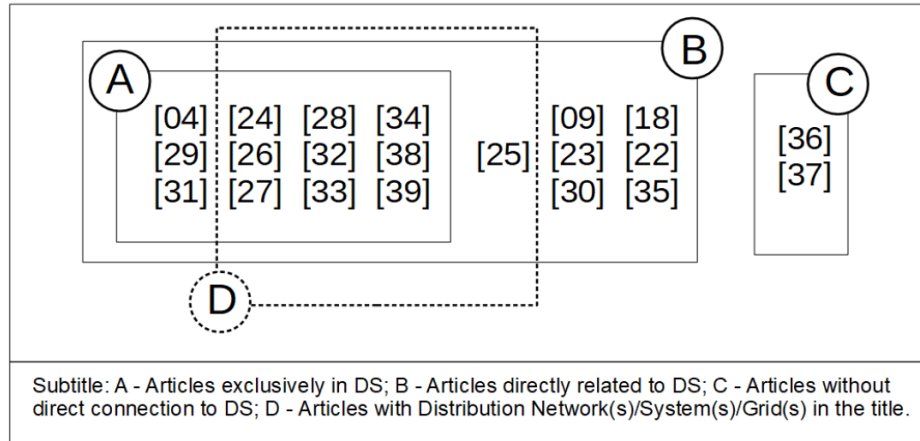 A
B
C
[04] [24] [28] [34] [09] [18]
[36]
[29] [26] [32] [38] [25] [23] [22]
[37]
[31] [27] [33] [39] [30] [35]
D
Subtitle: A - Articles exclusively in DS; B - Articles directly related to DS; C - Articles without
direct connection to DS; D - Articles with Distribution Network(s)/System(s)/Grid(s) in the title.